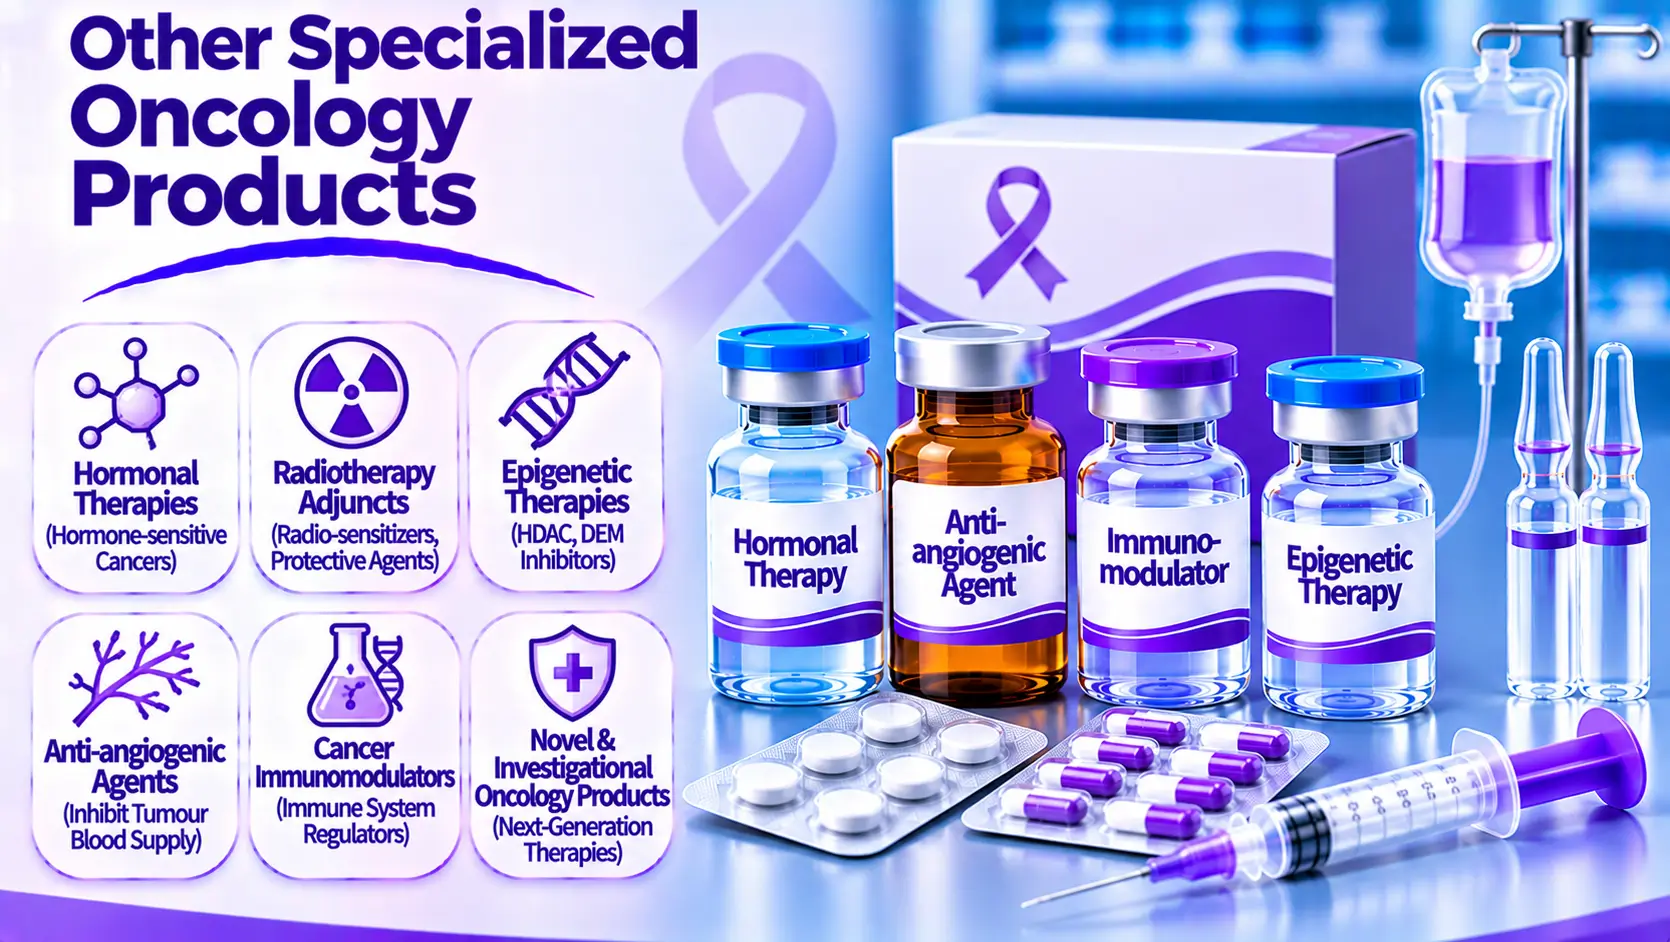 Other Specialized
Oncology
Products
Hormonal
Therapies
(Hormone-sensitive
Cancers)
Radiotherapy
Adjuncts
(Radio-sensitizers,
Protective Agents)
Epigenetic
Therapies
(HDAC, DEM
Inhibitors)
Anti-angiogenic
Agents
(Inhibit Tumour
Blood Supply)
Cancer
Immunomodulators
(Immune System
Regulators)
Novel &
Investigational
Oncology Products
(Next-Generation
Therapies)
Hormonal
Therapy
Anti-
angiogenic
Agent
Immuno-
modulator
Epigenetic
Therapy